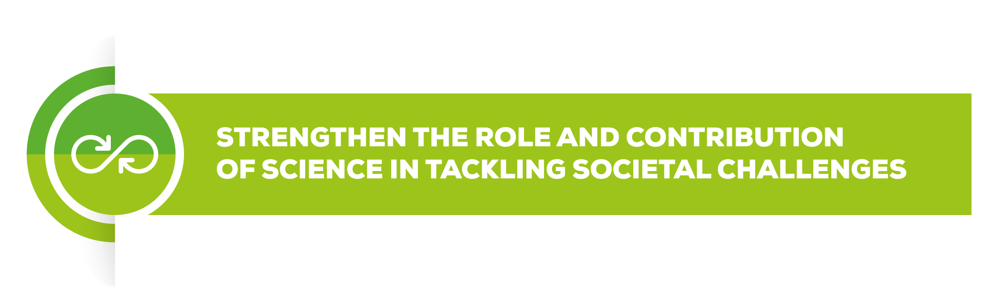 STRENGTHEN THE ROLE AND CONTRIBUTION
OF SCIENCE IN TACKLING SOCIETAL CHALLENGES